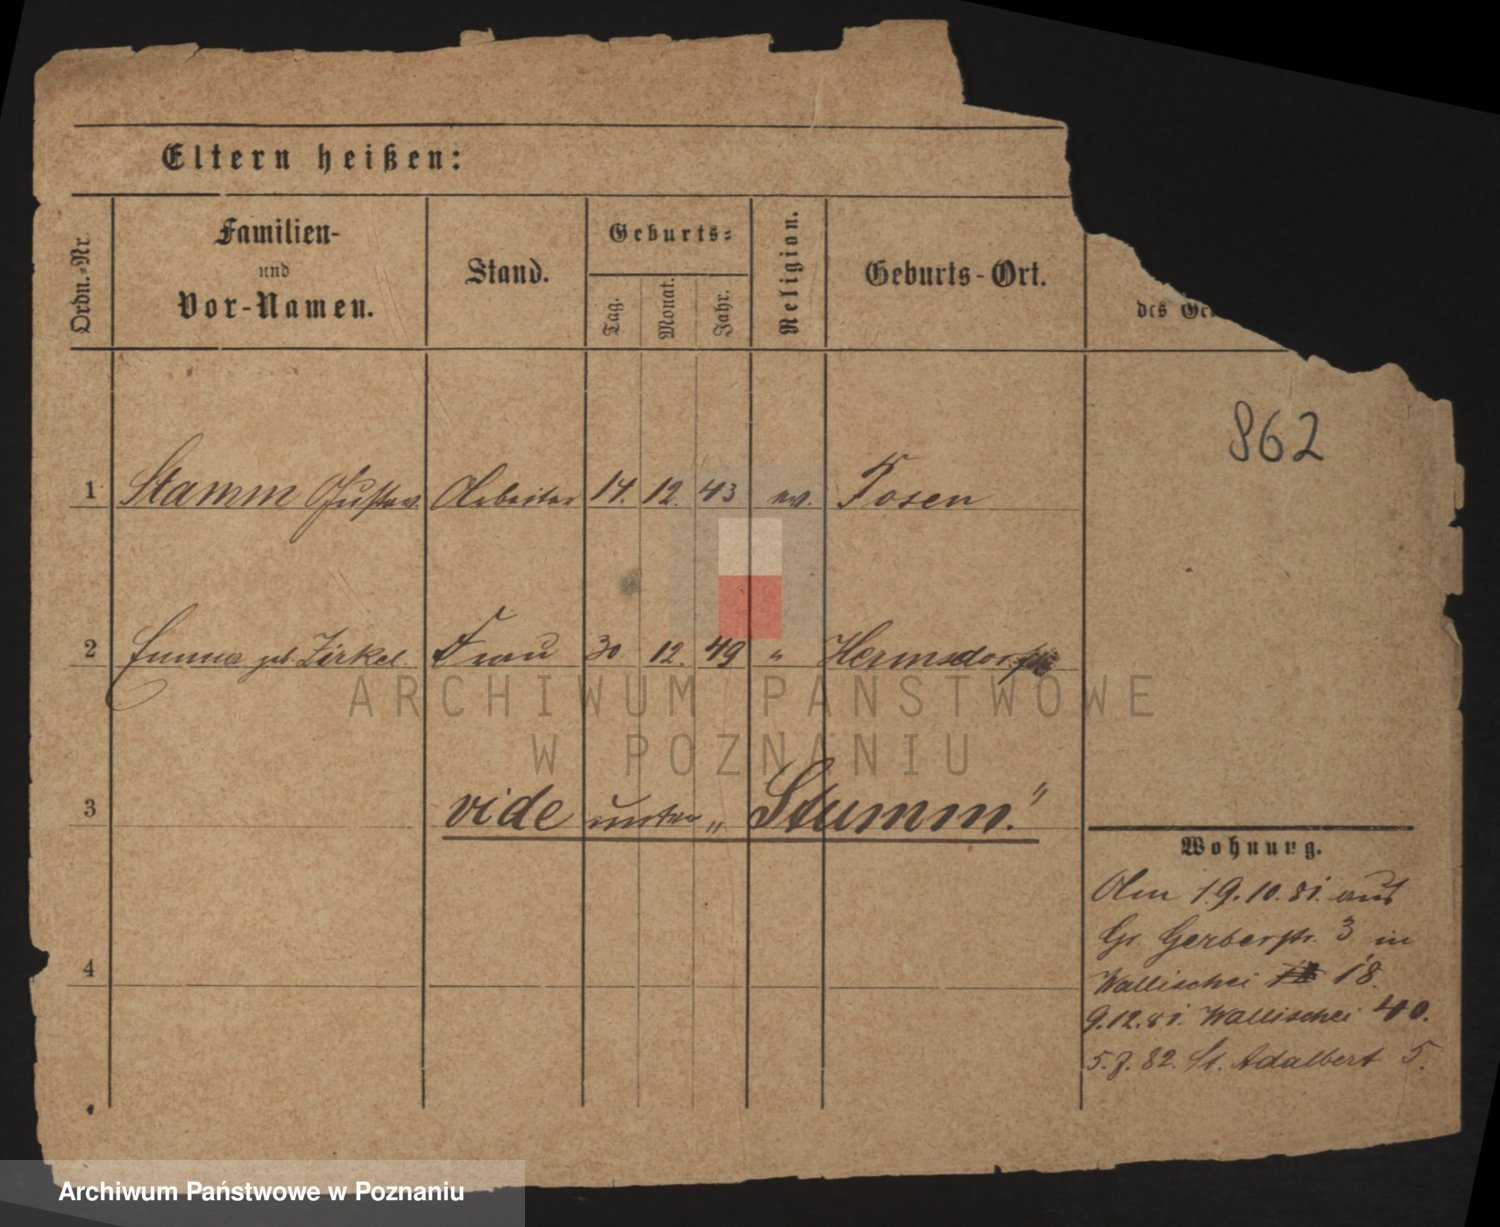 Eltern heißen:
Ordn.-Nr.
Familien-
und
Vor-Namen.
Stand.
Geburts-
Tag.
Monat.
Jahr.
Religion.
Geburts-Ort.
des
862
1 Stamm Gustav. Arbeiter 14. 12. 43 ev. Posen
2 Emma geb. Zirkel Frau 30 12. 49 " Hermsdorf
ARCHIWUM PAŃSTWOWE
W POZNANIU
3 vide unter „Stumm."
Wohnung.
Am 19.10.81. aus
Gr. Gerberstr. 3 in
Wallischei 18.
9.12.81. Wallischei 40.
5. 82. St. Adalbert 5.
4
Archiwum Państwowe w Poznaniu